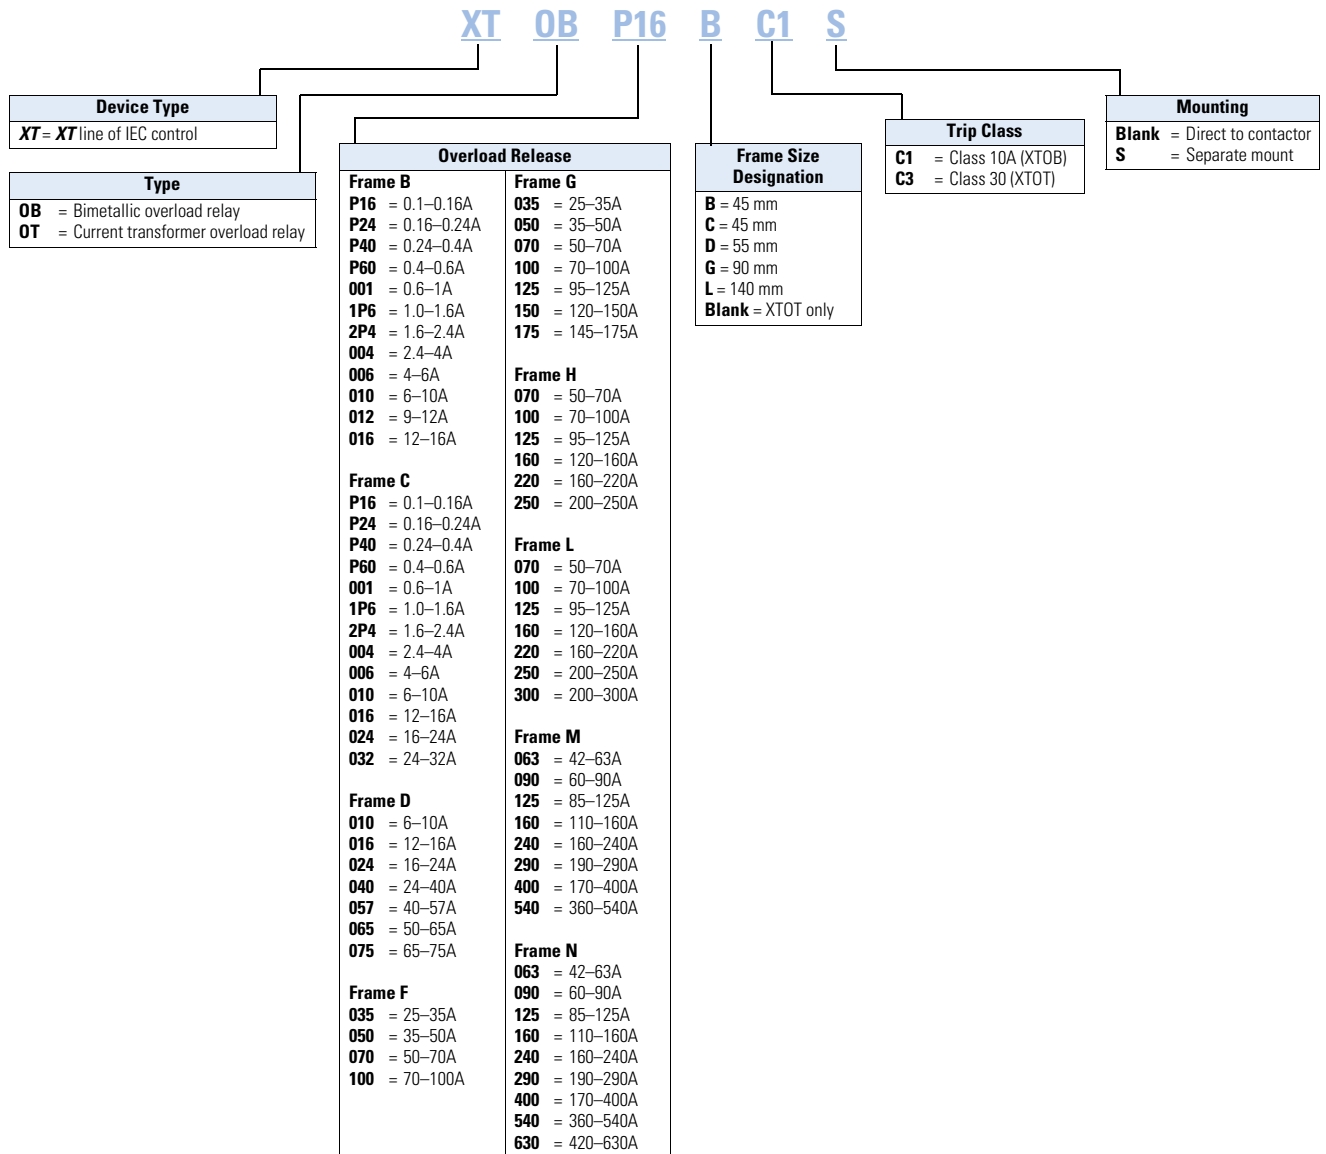 XT OB P16 B C1 S
Device Type
XT = XT line of IEC control
Type
OB = Bimetallic overload relay
OT = Current transformer overload relay
Overload Release
Frame B
P16 = 0.1–0.16A
P24 = 0.16–0.24A
P40 = 0.24–0.4A
P60 = 0.4–0.6A
001 = 0.6–1A
1P6 = 1.0–1.6A
2P4 = 1.6–2.4A
004 = 2.4–4A
006 = 4–6A
010 = 6–10A
012 = 9–12A
016 = 12–16A
Frame C
P16 = 0.1–0.16A
P24 = 0.16–0.24A
P40 = 0.24–0.4A
P60 = 0.4–0.6A
001 = 0.6–1A
1P6 = 1.0–1.6A
2P4 = 1.6–2.4A
004 = 2.4–4A
006 = 4–6A
010 = 6–10A
016 = 12–16A
024 = 16–24A
032 = 24–32A
Frame D
010 = 6–10A
016 = 12–16A
024 = 16–24A
040 = 24–40A
057 = 40–57A
065 = 50–65A
075 = 65–75A
Frame F
035 = 25–35A
050 = 35–50A
070 = 50–70A
100 = 70–100A
Frame G
035 = 25–35A
050 = 35–50A
070 = 50–70A
100 = 70–100A
125 = 95–125A
150 = 120–150A
175 = 145–175A
Frame H
070 = 50–70A
100 = 70–100A
125 = 95–125A
160 = 120–160A
220 = 160–220A
250 = 200–250A
Frame L
070 = 50–70A
100 = 70–100A
125 = 95–125A
160 = 120–160A
220 = 160–220A
250 = 200–250A
300 = 200–300A
Frame M
063 = 42–63A
090 = 60–90A
125 = 85–125A
160 = 110–160A
240 = 160–240A
290 = 190–290A
400 = 170–400A
540 = 360–540A
Frame N
063 = 42–63A
090 = 60–90A
125 = 85–125A
160 = 110–160A
240 = 160–240A
290 = 190–290A
400 = 170–400A
540 = 360–540A
630 = 420–630A
Frame Size
Designation
B = 45 mm
C = 45 mm
D = 55 mm
G = 90 mm
L = 140 mm
Blank = XTOT only
Trip Class
C1 = Class 10A (XTOB)
C3 = Class 30 (XTOT)
Mounting
Blank = Direct to contactor
S = Separate mount